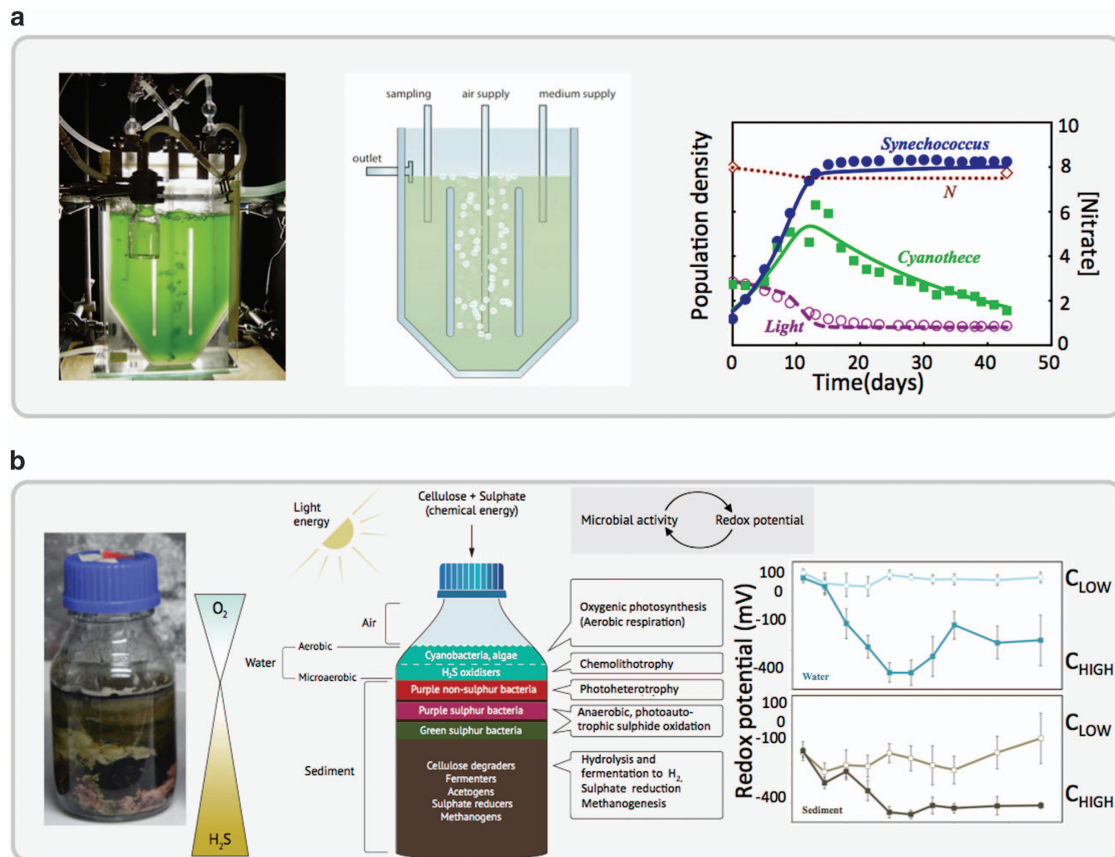 a
sampling air supply medium supply
outlet
Population density
Synechococcus
N
Cyanothece
Light
10
8
6
4
2
0
[Nitrate]
0 10 20 30 40 50
Time(days)
b
Light
energy
Cellulose + Sulphate
(chemical energy)
Microbial activity Redox potential
O2
H2S
Air
Aerobic
Water
Microaerobic
Sediment
Cyanobacteria, algae
H2S oxidisers
Purple non-sulphur bacteria
Purple sulphur bacteria
Green sulphur bacteria
Cellulose degraders
Fermenters
Acetogens
Sulphate reducers
Methanogens
Oxygenic photosynthesis
(Aerobic respiration)
Chemolithotrophy
Photoheterotrophy
Anaerobic, photoauto-
trophic sulphide oxidation
Hydrolysis and
fermentation to H2,
Sulphate reduction
Methanogenesis
Redox potential (mV)
100
0
-100
-400
Water
CLOW
CHIGH
100
0
-100
-400
Sediment
CLOW
CHIGH